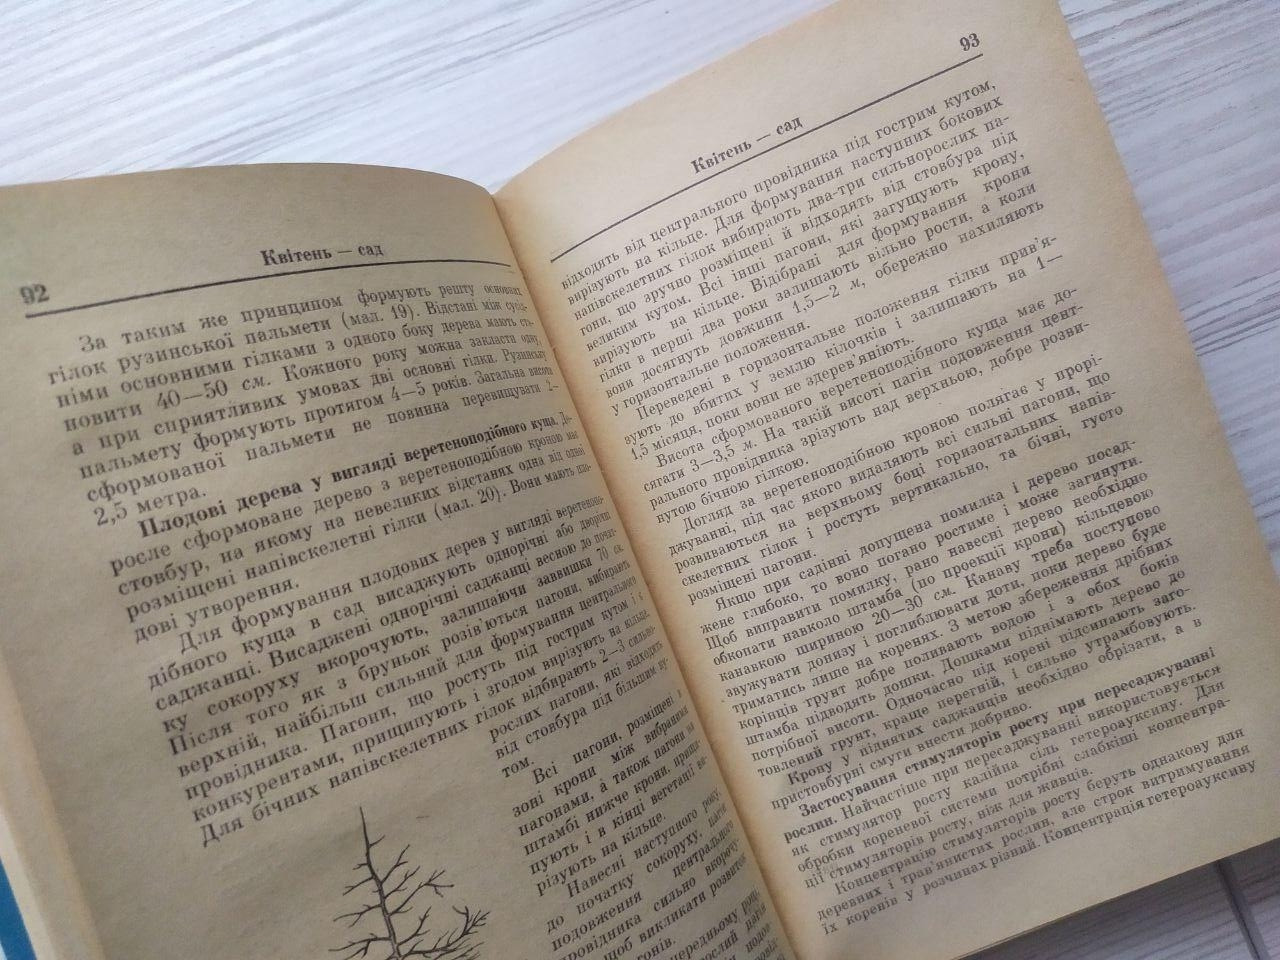 92
Квітень — сад
За таким же принципом формують решту основних
гілок рузинської пальмети (мал. 19). Відстані між сусід-
німи основними гілками з одного боку дерева мають ста-
новити 40—50 см. Кожного року можна закласти одну,
а при сприятливих умовах дві основні гілки. Рузинську
пальмету формують протягом 4—5 років. Загальна висота
сформованої пальмети не повинна перевищувати 2—
2,5 метра.
Плодові дерева у вигляді веретеноподібного куща. До-
росле сформоване дерево з веретеноподібною кроною має
стовбур, на якому на невеликих відстанях одна від одної
розміщені напівскелетні гілки (мал. 20). Вони мають пло-
дові утворення.
Для формування плодових дерев у вигляді веретено-
дібного куща в сад висаджують однорічні або дворічні
саджанці. Висаджені однорічні саджанці весною до почат-
ку сокоруху вкорочують, залишаючи заввишки 70 см.
Після того як з бруньок розів'ються пагони, вибирають
верхній, найбільш сильний для формування центрального
провідника. Пагони, що ростуть під гострим кутом і є
конкурентами, прищипують і згодом вирізують на кільце.
Для бічних напівскелетних гілок відбирають 2—3 сильно-
рослих пагони, які відходять
від стовбура під більшим ку-
том.
Всі пагони, розміщені в
зоні крони між вибраними
пагонами, а також пагони на
штамбі нижче крони, прищи-
пують і в кінці вегетації ви-
різують на кільце.
Навесні наступного року,
до початку сокоруху, пагін
подовження центрального
провідника сильно вкорочу-
щоб викликати розвиток
гонів.
передньому році,
рослий пагін
93
Квітень — сад
відходять від центрального провідника під гострим кутом,
вирізують на кільце. Для формування наступних бокових
напівскелетних гілок вибирають два-три сильнорослих па-
гони, що зручно розміщені й відходять від стовбура під
великим кутом. Всі інші пагони, які загущують крону,
вирізують на кільце. Відібрані для формування крони
гілки в перші два роки залишають вільно рости, а коли
вони досягнуть довжини 1,5—2 м, обережно нахиляють
у горизонтальне положення.
Переведені в горизонтальне положення гілки прив'я-
зують до вбитих у землю кілочків і залишають на 1—
1,5 місяця, поки вони не здерев'яніють.
Висота сформованого веретеноподібного куща має до-
сягати 3—3,5 м. На такій висоті пагін подовження цент-
рального провідника зрізують над верхньою, добре розви-
нутою бічною гілкою.
Догляд за веретеноподібною кроною полягає у прорі-
джуванні, під час якого видаляють всі сильні пагони, що
розвиваються на верхньому боці горизонтальних напів-
скелетних гілок і ростуть вертикально, та бічні, густо
розміщені пагони.
Якщо при садінні допущена помилка і дерево посад-
жене глибоко, то воно погано ростиме і може загинути.
Щоб виправити помилку, рано навесні дерево необхідно
обкопати навколо штамба (по проекції крони) кільцевою
канавкою шириною 20—30 см. Канаву треба поступово
звужувати донизу і поглиблювати доти, доки дерево буде
триматись лише на коренях. З метою збереження дрібних
корінців грунт добре поливають водою і з обох боків
штамба підводять дошки. Дошками піднімають дерево до
потрібної висоти. Одночасно під корені підсипають заго-
товлений грунт, краще перегній, і сильно утрамбовують.
Крону у піднятих саджанців необхідно обрізати, а в
пристовбурні смуги внести добриво.
Застосування стимуляторів росту при пересаджуванні
рослин. Найчастіше при пересаджуванні використовується
як стимулятор росту калійна сіль гетероауксину. Для
обробки кореневої системи потрібні слабкіші концентра-
ції стимуляторів росту, ніж для живців.
Концентрацію стимуляторів росту беруть однакову для
деревних і трав'янистих рослин, але строк витримування
їх коренів у розчинах різний. Концентрація гетероауксину